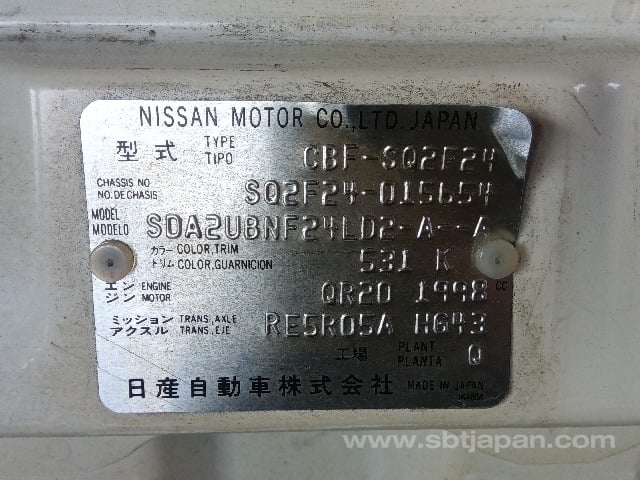 NISSAN MOTOR CO.,LTD. JAPAN
型式 TYPE TIPO CBF-SQ2F24
CHASSIS NO NO. DE CHASIS SQ2F24-015654
MODEL MODELO SDA2UBNF24LD2-A--A
カラー COLOR,TRIM
トリム COLOR,GUARNICION 531 K
エンジン ENGINE MOTOR QR20 1998 CC
ミッション TRANS.,AXLE
アクスル TRANS.,EJE RE5R05A HG43
工場 PLANT PLANTA Q
日産自動車株式会社 MADE IN JAPAN
www.sbtjapan.com